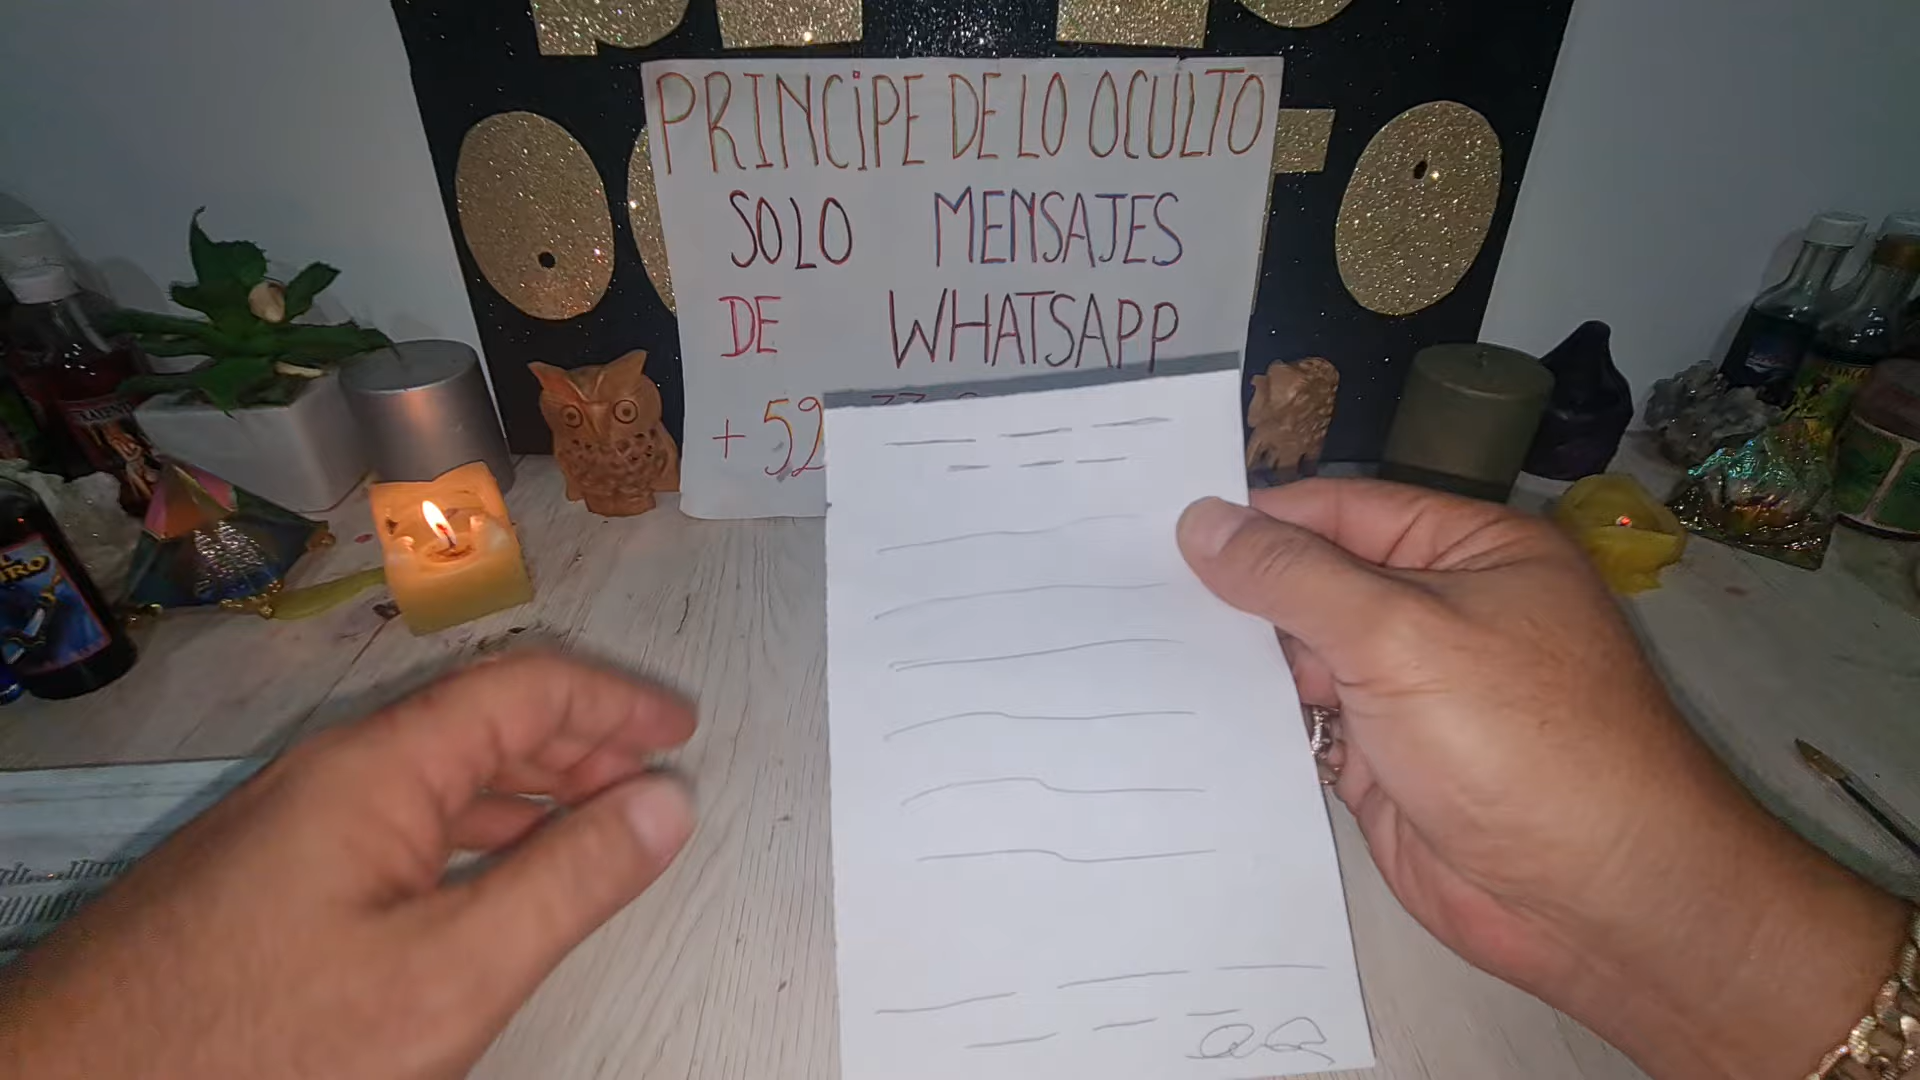 PRINCIPE DE LO OCULTO
SOLO MENSAJES
DE WHATSAPP
+52